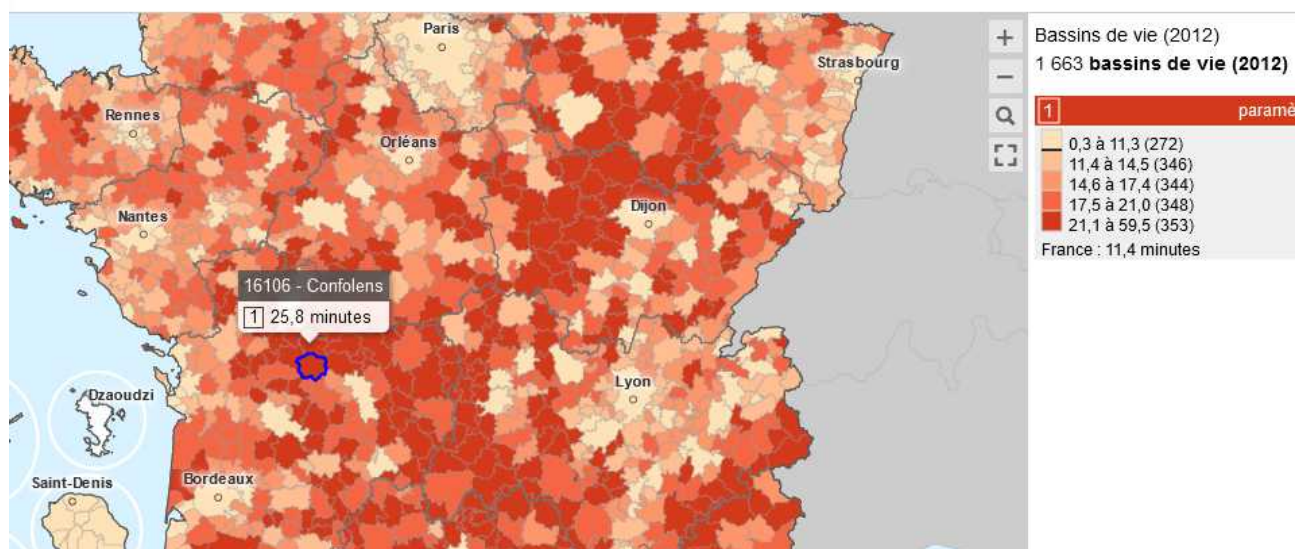 Paris
Strasbourg
Rennes
Orléans
Nantes
Dijon
16106 - Confolens
1 25,8 minutes
Lyon
Dzaoudzi
Saint-Denis
Bordeaux
+
−
Bassins de vie (2012)
1 663 bassins de vie (2012)
1 paramè
0,3 à 11,3 (272)
11,4 à 14,5 (346)
14,6 à 17,4 (344)
17,5 à 21,0 (348)
21,1 à 59,5 (353)
France : 11,4 minutes